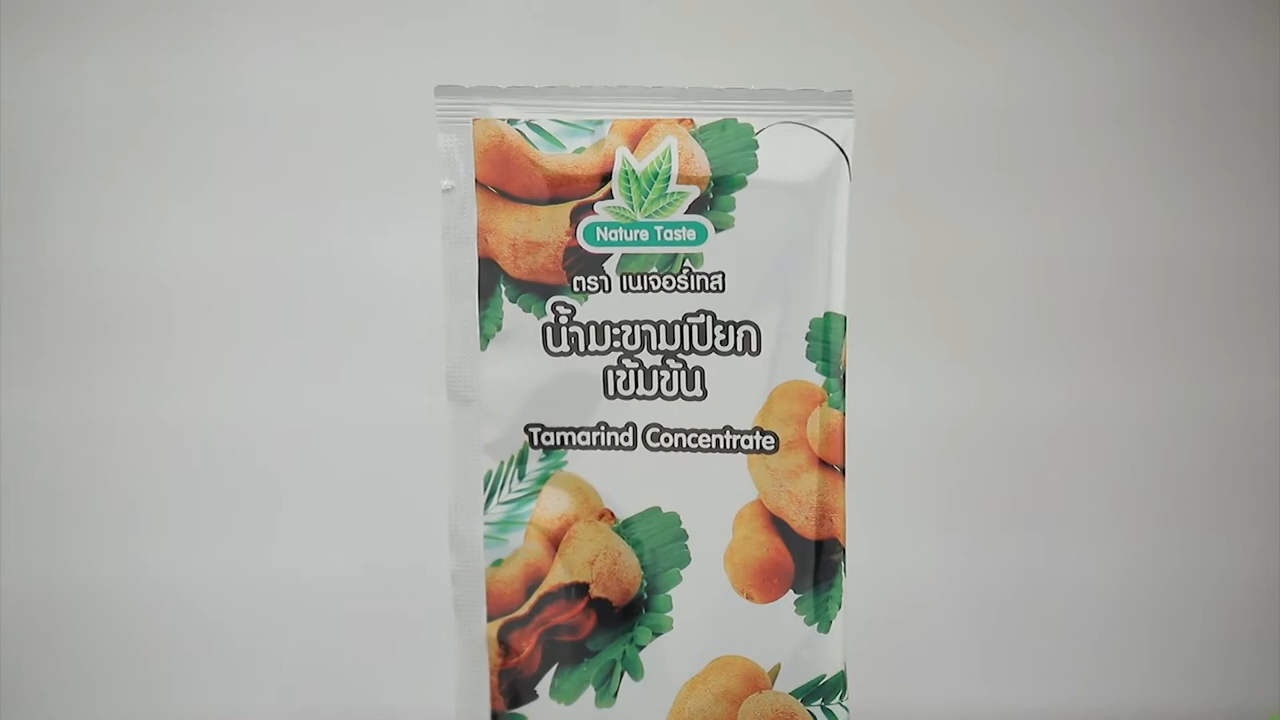 Nature Taste
ตรา เนเจอร์เทส
น้ำมะขามเปียก
เข้มข้น
Tamarind Concentrate